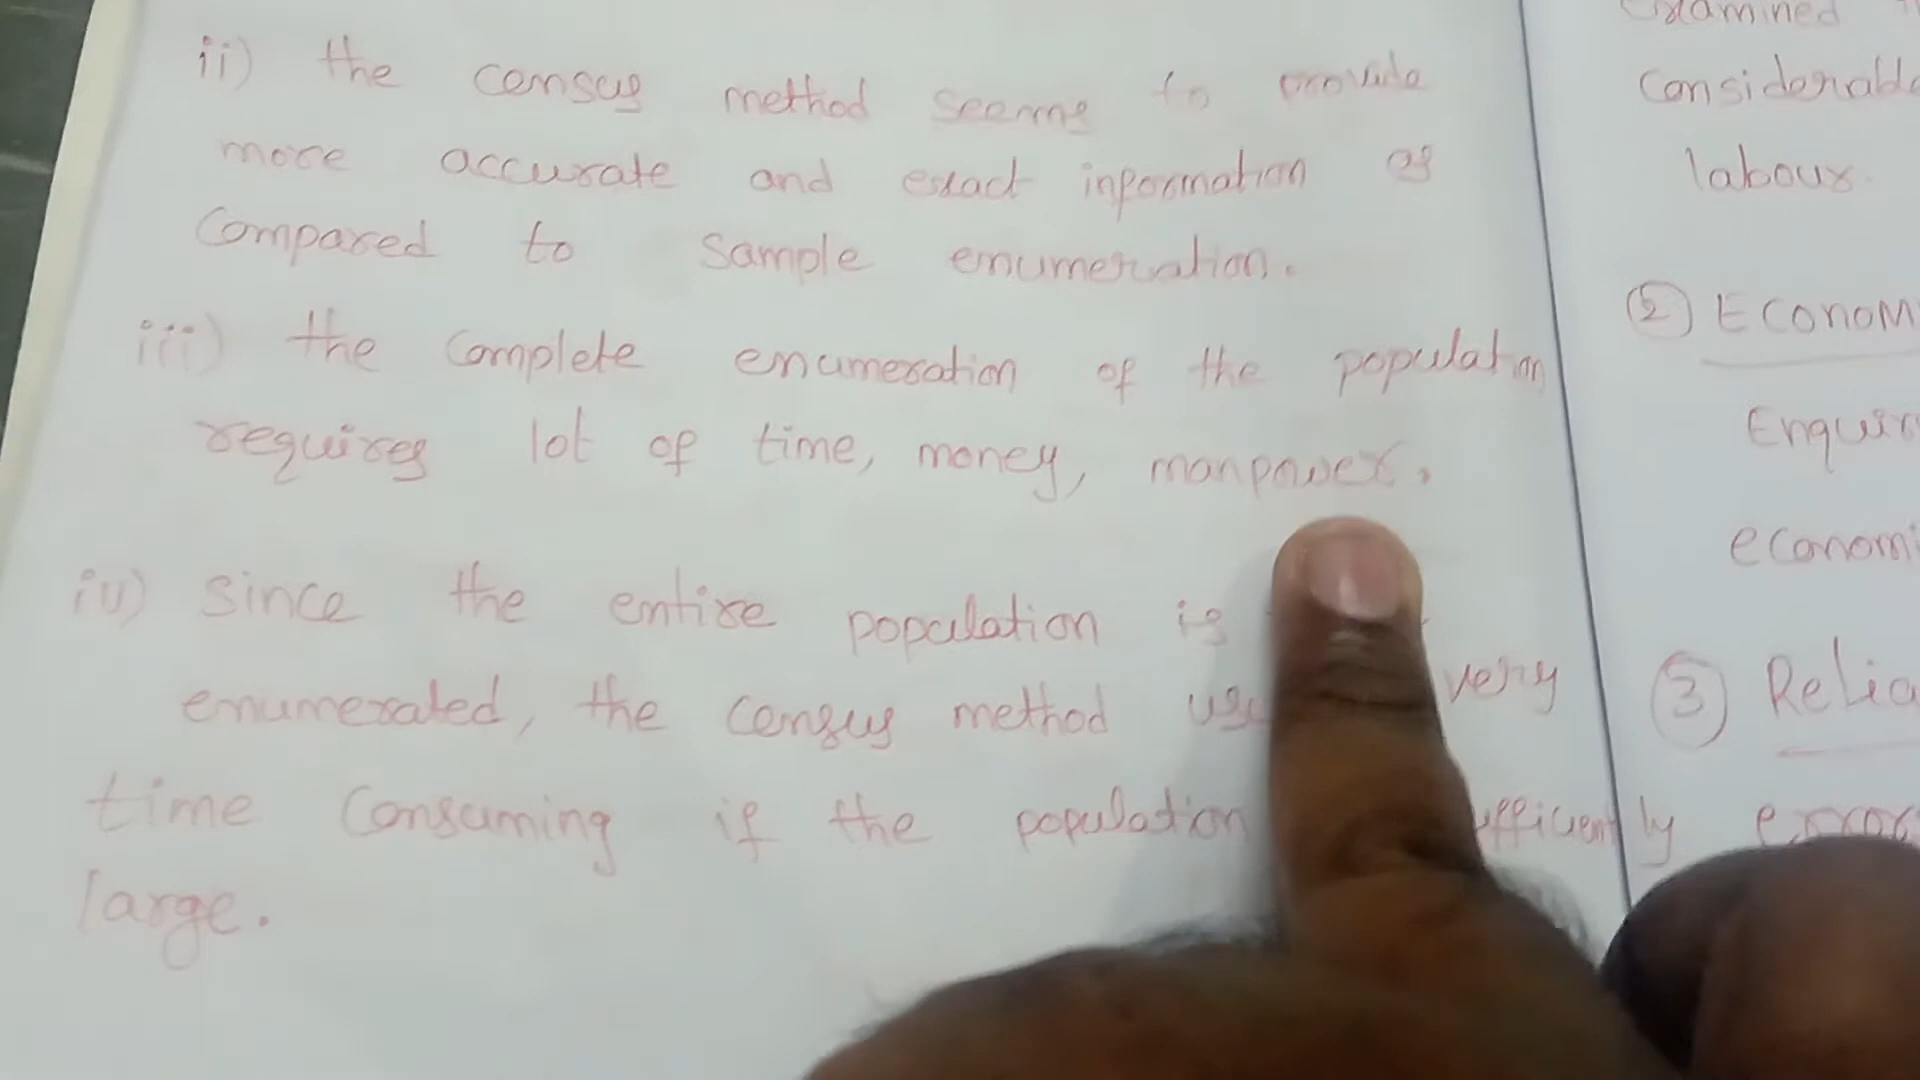 ii) the census method seems to provide
more accurate and exact information as
Compared to Sample enumeration.
iii) the Complete enumeration of the population
requires lot of time, money, manpower.
iv) Since the entire population is
enumerated, the census method very
time Consuming if the population
large.
examined
Considerable
labour.
② ECONOM
Enquir
economi
③ Relia